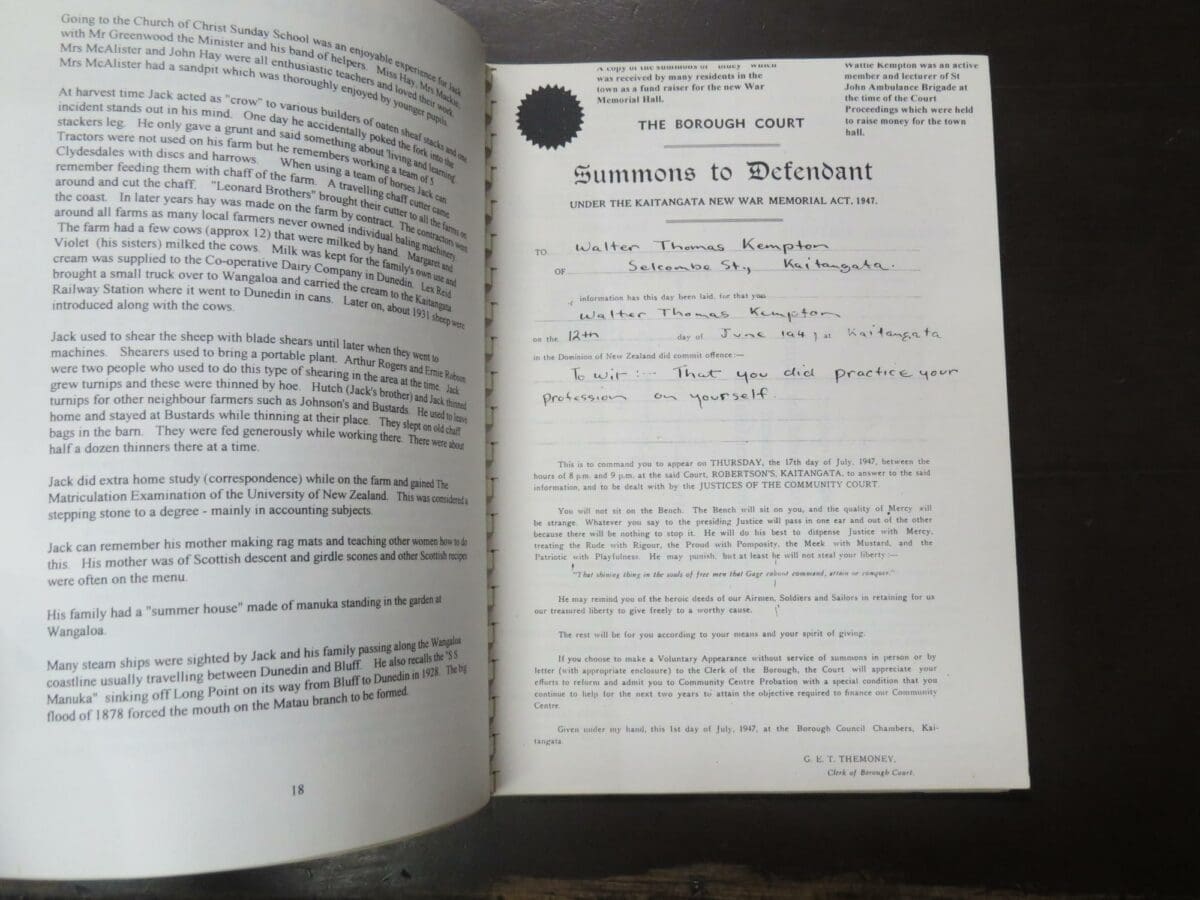 Going to the Church of Christ Sunday School was an enjoyable experience for Jack
with Mr Greenwood the Minister and his band of helpers. Miss Hay, Mrs Mackie,
Mrs McAlister and John Hay were all enthusiastic teachers and loved their work.
Mrs McAlister had a sandpit which was thoroughly enjoyed by younger pupils.
At harvest time Jack acted as "crow" to various builders of oaten sheaf stacks and one
incident stands out in his mind. One day he accidentally poked the fork into the
stackers leg. He only gave a grunt and said something about 'living and learning'.
Tractors were not used on his farm but he remembers working a team of 5
Clydesdales with discs and harrows. When using a team of horses Jack can
remember feeding them with chaff of the farm. A travelling chaff cutter came
around and cut the chaff. "Leonard Brothers" brought their cutter to all the farms on
the coast. In later years hay was made on the farm by contract. The contractors went
around all farms as many local farmers never owned individual baling machinery.
The farm had a few cows (approx 12) that were milked by hand. Margaret and
Violet (his sisters) milked the cows. Milk was kept for the family's own use and
cream was supplied to the Co-operative Dairy Company in Dunedin. Lex Reid
brought a small truck over to Wangaloa and carried the cream to the Kaitangata
Railway Station where it went to Dunedin in cans. Later on, about 1931 sheep were
introduced along with the cows.
Jack used to shear the sheep with blade shears until later when they went to
machines. Shearers used to bring a portable plant. Arthur Rogers and Ernie Robson
were two people who used to do this type of shearing in the area at the time. Jack
grew turnips and these were thinned by hoe. Hutch (Jack's brother) and Jack thinned
turnips for other neighbour farmers such as Johnson's and Bustards. He used to leave
home and stayed at Bustards while thinning at their place. They slept on old chaff
bags in the barn. They were fed generously while working there. There were about
half a dozen thinners there at a time.
Jack did extra home study (correspondence) while on the farm and gained The
Matriculation Examination of the University of New Zealand. This was considered a
stepping stone to a degree - mainly in accounting subjects.
Jack can remember his mother making rag mats and teaching other women how to do
this. His mother was of Scottish descent and girdle scones and other Scottish recipes
were often on the menu.
His family had a "summer house" made of manuka standing in the garden at
Wangaloa.
Many steam ships were sighted by Jack and his family passing along the Wangaloa
coastline usually travelling between Dunedin and Bluff. He also recalls the "S S
Manuka" sinking off Long Point on its way from Bluff to Dunedin in 1928. The big
flood of 1878 forced the mouth on the Matau branch to be formed.
18
A copy of the summons of which
was received by many residents in the
town as a fund raiser for the new War
Memorial Hall.
Wattie Kempton was an active
member and lecturer of St
John Ambulance Brigade at
the time of the Court
Proceedings which were held
to raise money for the town
hall.
THE BOROUGH COURT
Summons to Defendant
UNDER THE KAITANGATA NEW WAR MEMORIAL ACT, 1947.
TO Walter Thomas Kempton
OF Selcombe St, Kaitangata.
information has this day been laid, for that you
Walter Thomas Kempton
on the 12th day of June 194 at Kaitangata
in the Dominion of New Zealand did commit offence:—
To wit:— That you did practice your
profession on yourself.
This is to command you to appear on THURSDAY, the 17th day of July, 1947, between the
hours of 8 p.m. and 9 p.m. at the said Court, ROBERTSON'S, KAITANGATA, to answer to the said
information, and to be dealt with by the JUSTICES OF THE COMMUNITY COURT.
You will not sit on the Bench. The Bench will sit on you, and the quality of Mercy will
be strange. Whatever you say to the presiding Justice will pass in one ear and out of the other
because there will be nothing to stop it. He will do his best to dispense Justice with Mercy,
treating the Rude with Rigour, the Proud with Pomposity, the Meek with Mustard, and the
Patriotic with Playfulness. He may punish, but at least he will not steal your liberty:—
"That shining thing in the souls of free men that Gage cannot command, attain or conquer."
He may remind you of the heroic deeds of our Airmen, Soldiers and Sailors in retaining for us
our treasured liberty to give freely to a worthy cause.
The rest will be for you according to your means and your spirit of giving.
If you choose to make a Voluntary Appearance without service of summons in person or by
letter (with appropriate enclosure) to the Clerk of the Borough, the Court will appreciate your
efforts to reform and admit you to Community Centre Probation with a special condition that you
continue to help for the next two years to attain the objective required to finance our Community
Centre.
Given under my hand, this 1st day of July, 1947, at the Borough Council Chambers, Kai-
tangata.
G. E. T. THEMONEY,
Clerk of Borough Court.